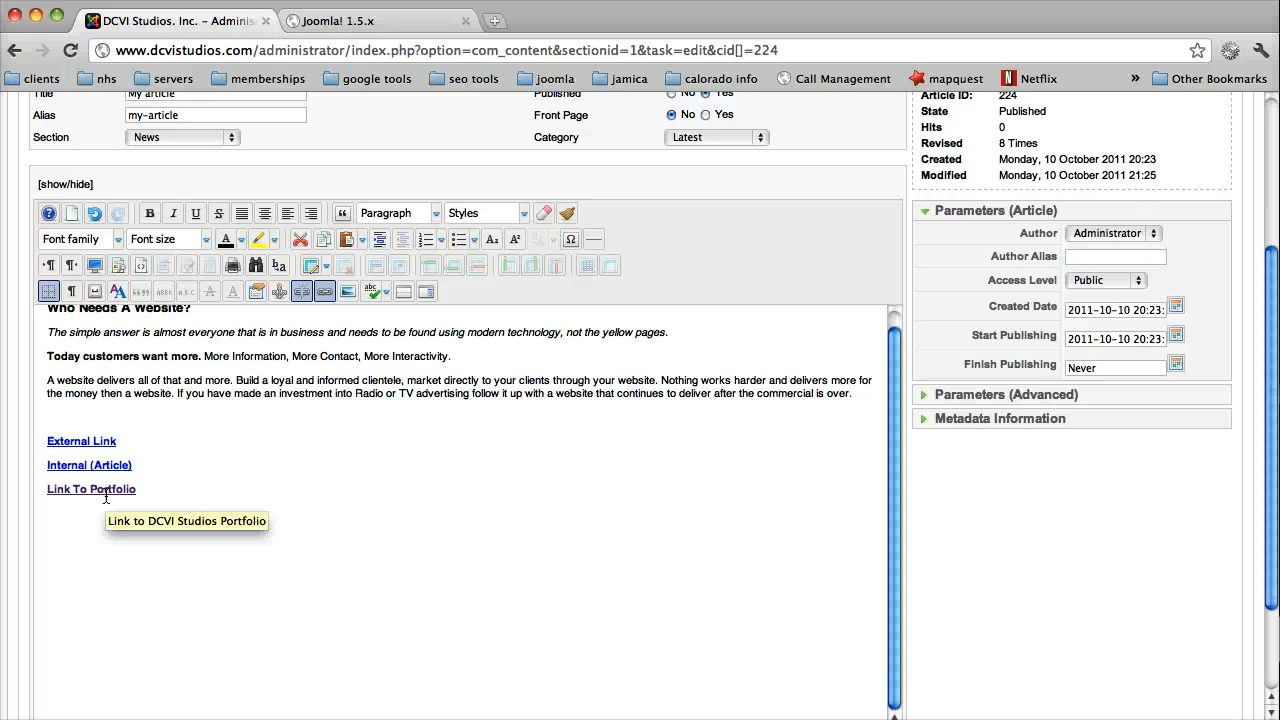 DCVI Studios. Inc. - Adminis
Joomla! 1.5.x
www.dcvistudios.com/administrator/index.php?option=com_content&sectionid=1&task=edit&cid[]=224
clients nhs servers memberships google tools seo tools joomla jamica calorado info Call Management mapquest Netflix » Other Bookmarks
Title My article Published No Yes
Alias my-article Front Page No Yes
Section News Category Latest
[show/hide]
Paragraph Styles
Font family Font size
Who Needs A Website?
The simple answer is almost everyone that is in business and needs to be found using modern technology, not the yellow pages.
Today customers want more. More Information, More Contact, More Interactivity.
A website delivers all of that and more. Build a loyal and informed clientele, market directly to your clients through your website. Nothing works harder and delivers more for
the money then a website. If you have made an investment into Radio or TV advertising follow it up with a website that continues to deliver after the commercial is over.
External Link
Internal (Article)
Link To Portfolio
Link to DCVI Studios Portfolio
Article ID: 224
State Published
Hits 0
Revised 8 Times
Created Monday, 10 October 2011 20:23
Modified Monday, 10 October 2011 21:25
Parameters (Article)
Author Administrator
Author Alias
Access Level Public
Created Date 2011-10-10 20:23:
Start Publishing 2011-10-10 20:23:
Finish Publishing Never
Parameters (Advanced)
Metadata Information